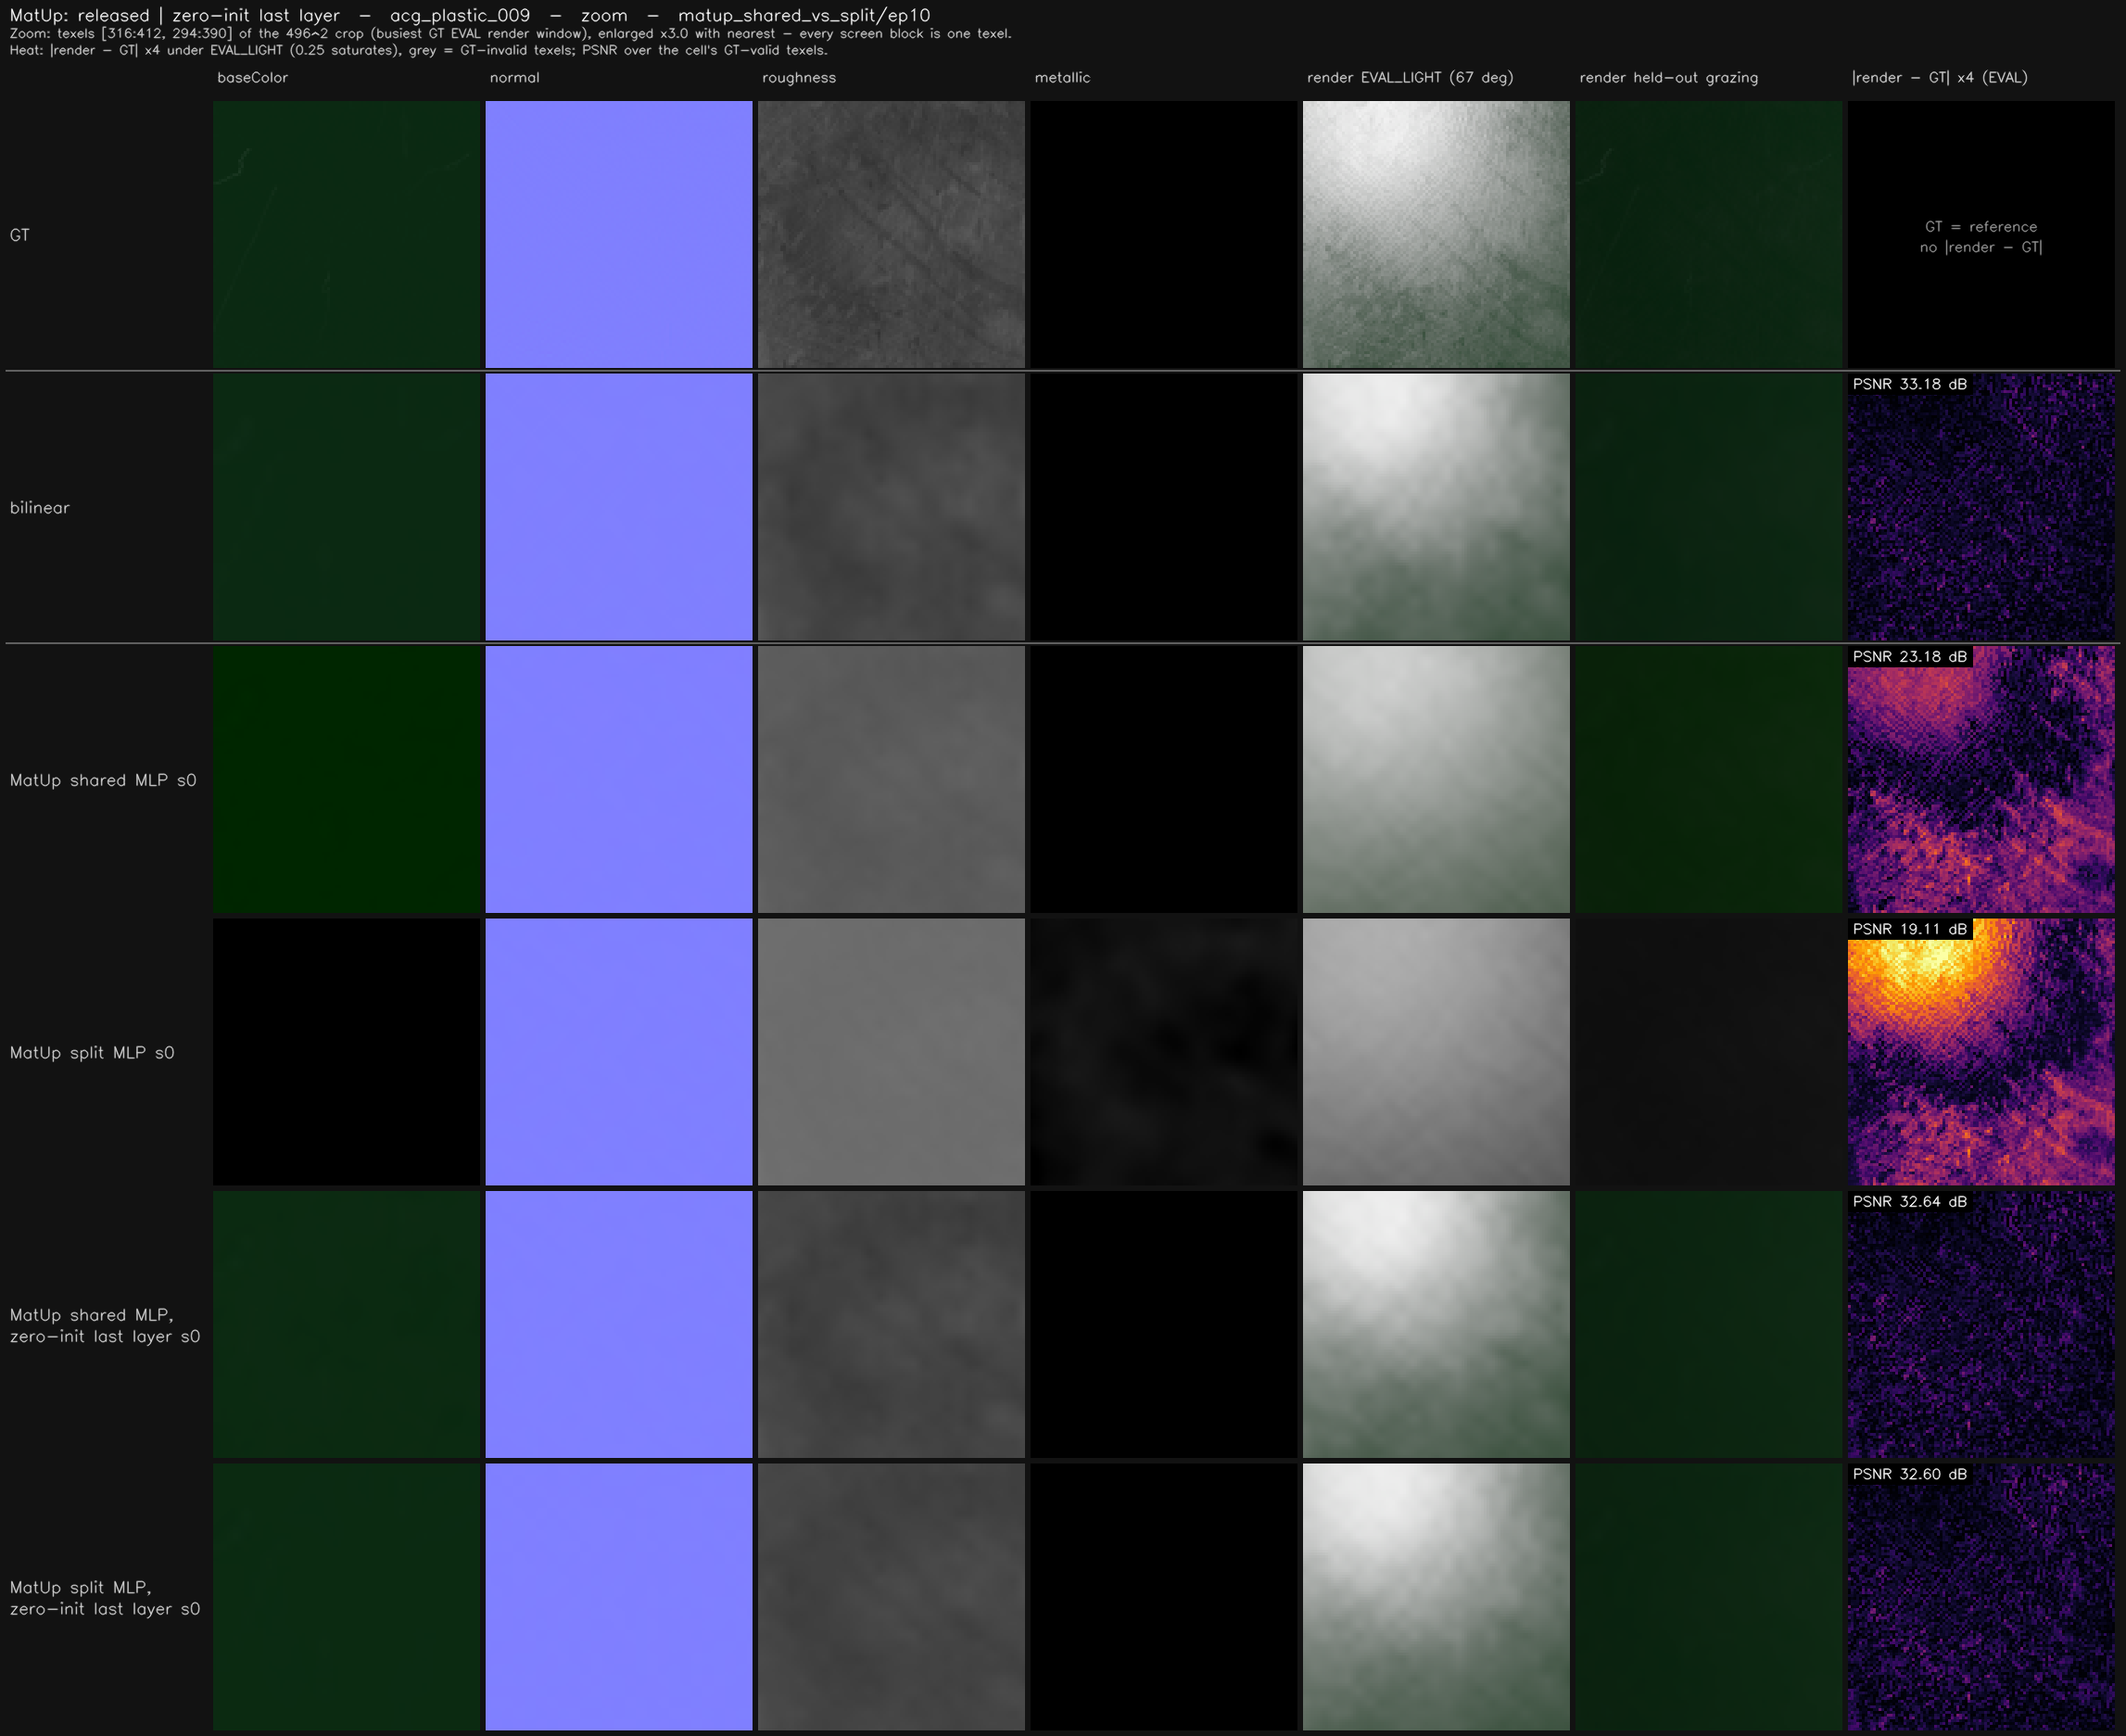 MatUp: released | zero-init last layer — acg_plastic_009 — zoom — matup_shared_vs_split/ep10
Zoom: texels [316:412, 294:390] of the 496^2 crop (busiest GT EVAL render window), enlarged x3.0 with nearest — every screen block is one texel.
Heat: |render - GT| x4 under EVAL_LIGHT (0.25 saturates), grey = GT-invalid texels; PSNR over the cell's GT-valid texels.
baseColor normal roughness metallic render EVAL_LIGHT (67 deg) render held-out grazing |render - GT| x4 (EVAL)
GT
GT = reference
no |render - GT|
bilinear
PSNR 33.18 dB
MatUp shared MLP s0
PSNR 23.18 dB
MatUp split MLP s0
PSNR 19.11 dB
MatUp shared MLP,
zero-init last layer s0
PSNR 32.64 dB
MatUp split MLP,
zero-init last layer s0
PSNR 32.60 dB